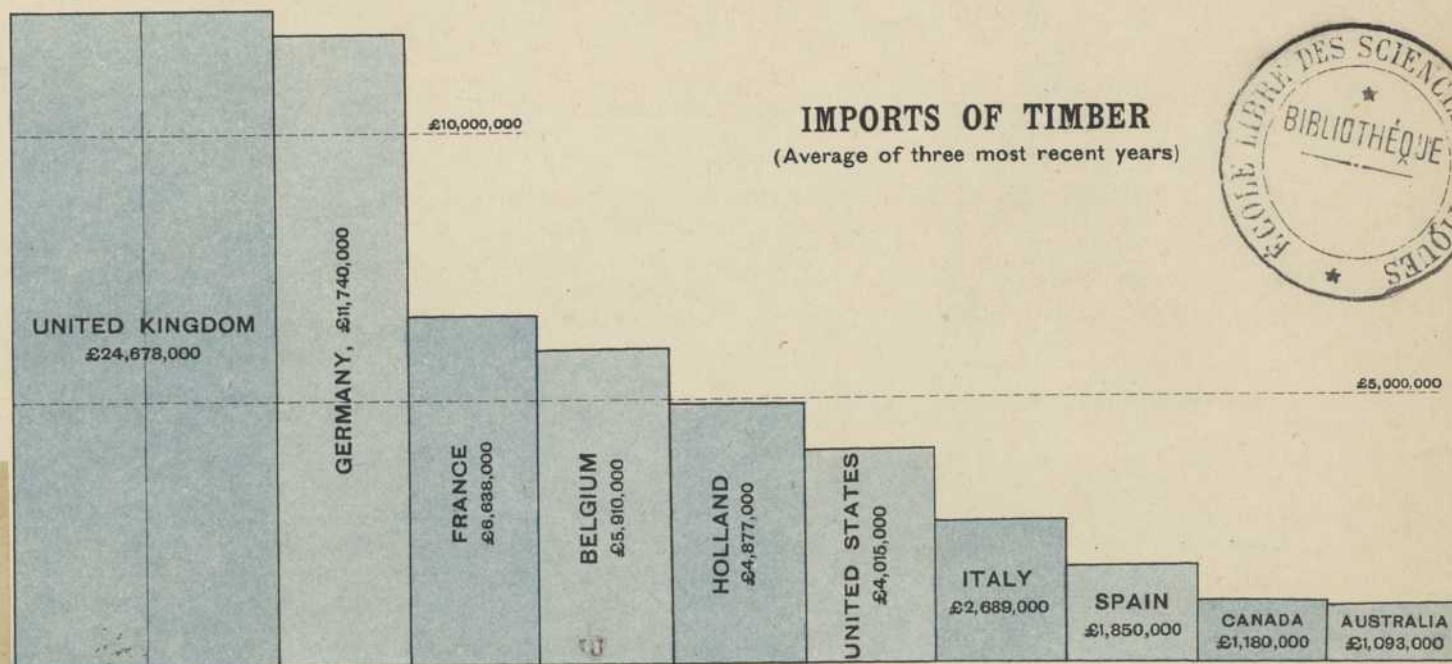 IMPORTS OF TIMBER
(Average of three most recent years)
£10,000,000
£5,000,000
UNITED KINGDOM
£24,678,000
GERMANY, £11,740,000
FRANCE
£6,638,000
BELGIUM
£5,910,000
HOLLAND
£4,877,000
UNITED STATES
£4,015,000
ITALY
£2,689,000
SPAIN
£1,850,000
CANADA
£1,180,000
AUSTRALIA
£1,093,000
ÉCOLE LIBRE DES SCIENC
IQUES
BIBLIOTHÉQUE